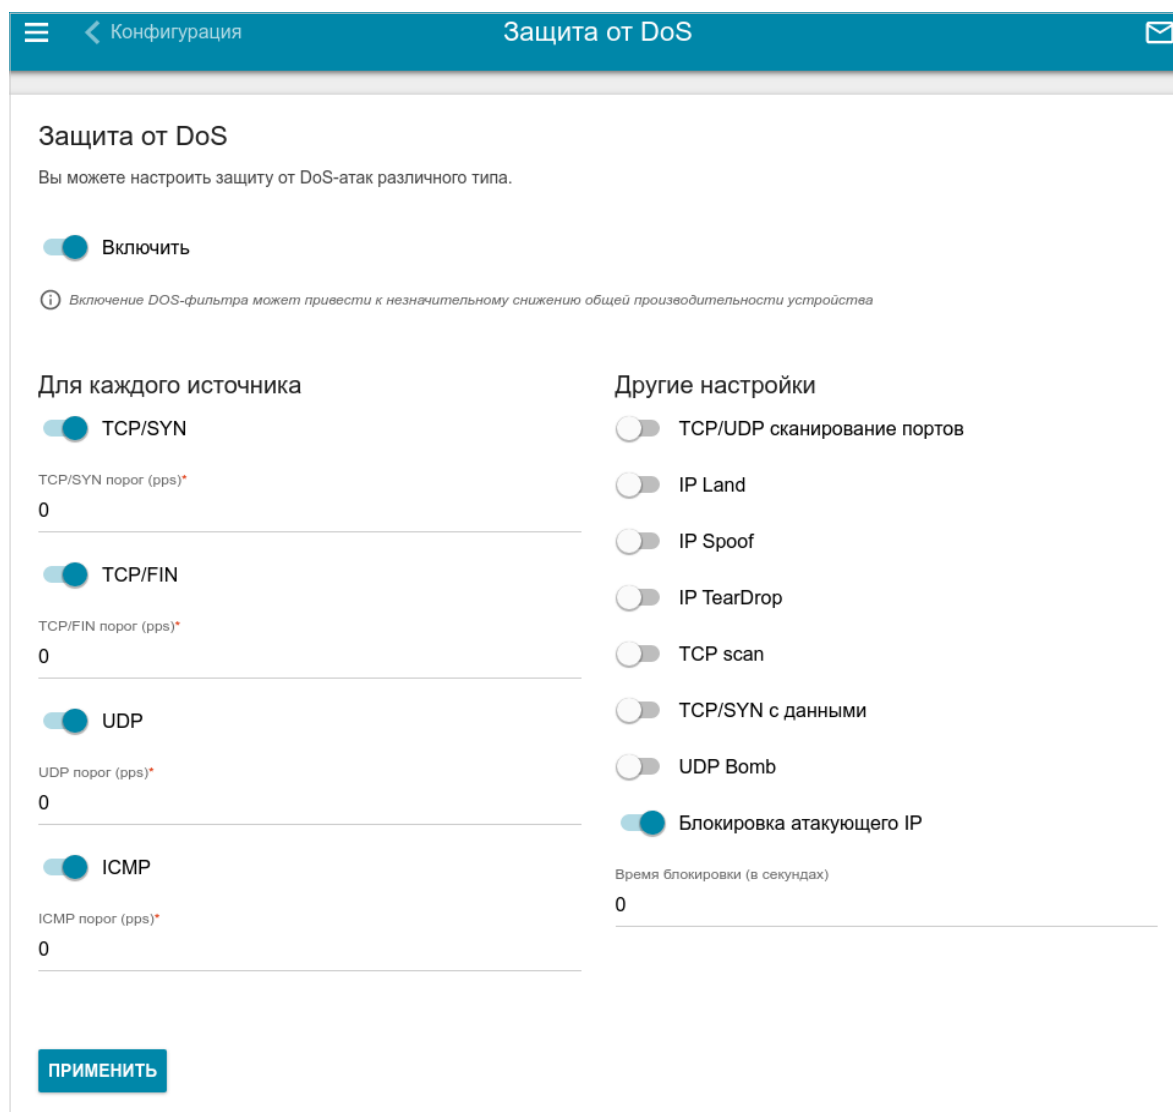 Конфигурация
Защита от DoS
Защита от DoS
Вы можете настроить защиту от DoS-атак различного типа.
Включить
Включение DOS-фильтра может привести к незначительному снижению общей производительности устройства
Для каждого источника
TCP/SYN
TCP/SYN порог (pps)*
0
TCP/FIN
TCP/FIN порог (pps)*
0
UDP
UDP порог (pps)*
0
ICMP
ICMP порог (pps)*
0
Другие настройки
TCP/UDP сканирование портов
IP Land
IP Spoof
IP TearDrop
TCP scan
TCP/SYN с данными
UDP Bomb
Блокировка атакующего IP
Время блокировки (в секундах)
0
ПРИМЕНИТЬ